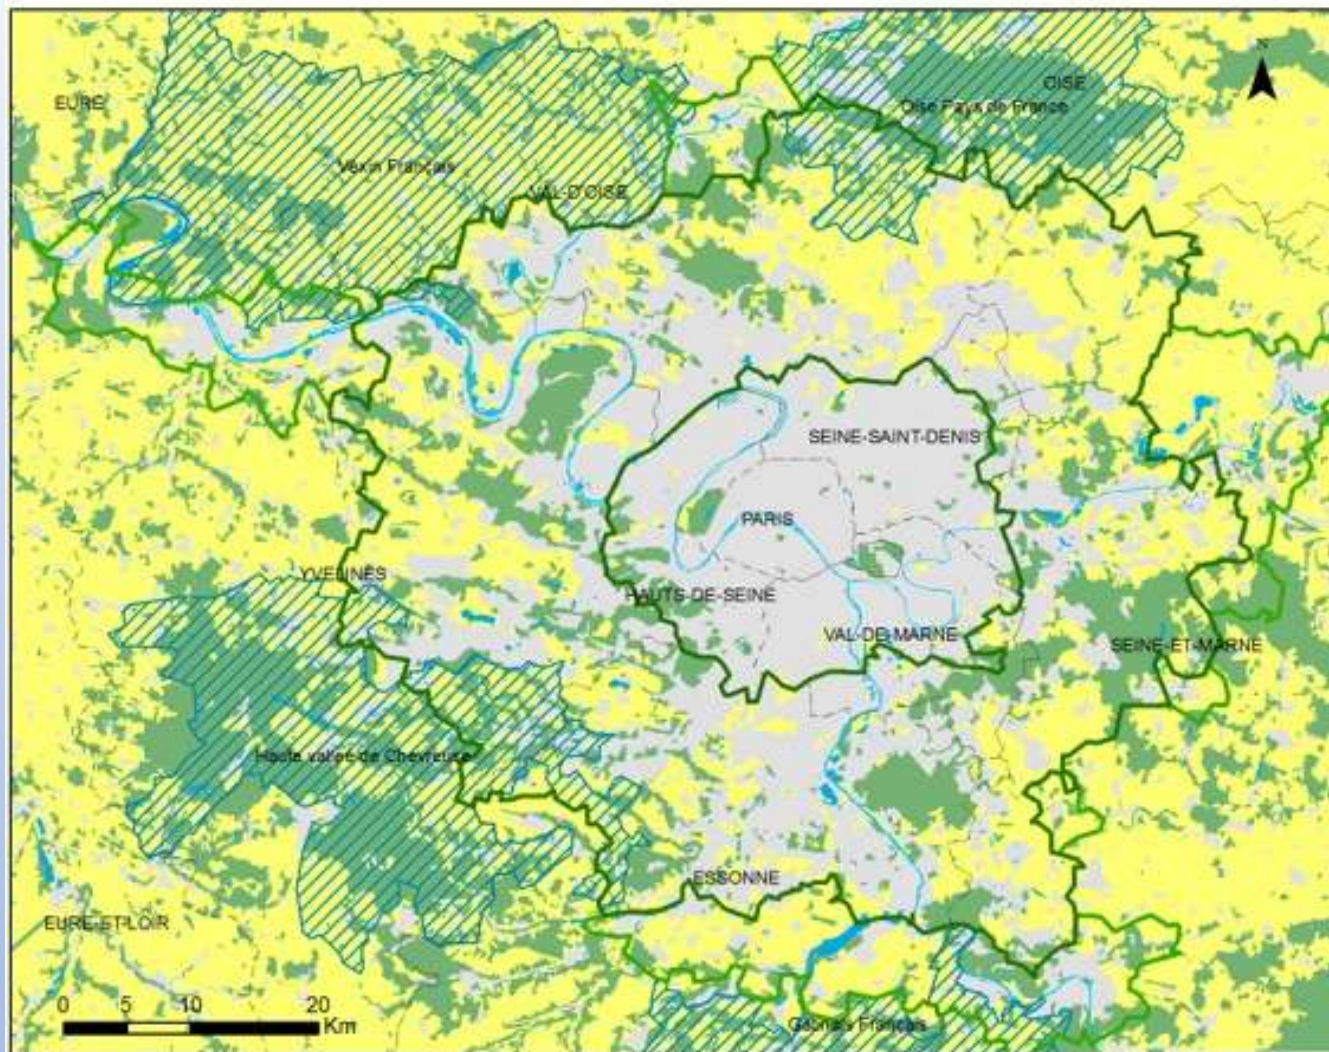 N
EURE
OISE
Oise Pays de France
Vexin Français
VAL-D'OISE
SEINE-SAINT-DENIS
PARIS
YVELINES
HAUTS-DE-SEINE
VAL-DE-MARNE
SEINE-ET-MARNE
Haute vallée de Chevreuse
ESSONNE
EURE-ET-LOIR
0 5 10 20
Km
Gâtinais Français